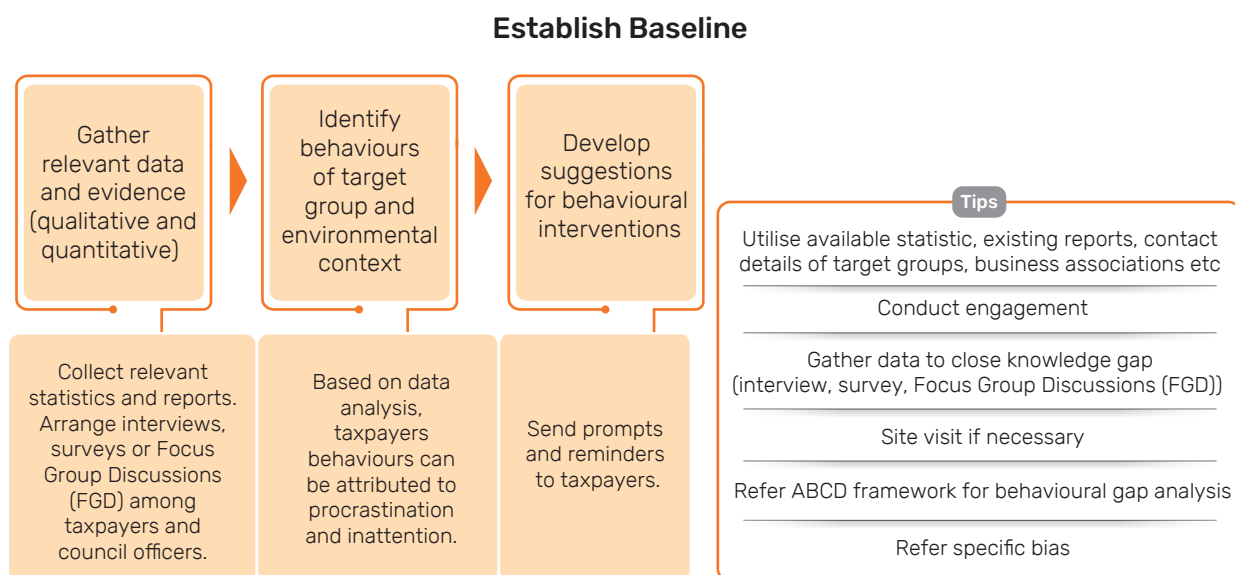 Establish Baseline
Gather
relevant data
and evidence
(qualitative and
quantitative)
Identify
behaviours
of target
group and
environmental
context
Develop
suggestions
for behavioural
interventions
Collect relevant
statistics and reports.
Arrange interviews,
surveys or Focus
Group Discussions
(FGD) among
taxpayers and
council officers.
Based on data
analysis,
taxpayers
behaviours can
be attributed to
procrastination
and inattention.
Send prompts
and reminders
to taxpayers.
Tips
Utilise available statistic, existing reports, contact
details of target groups, business associations etc
Conduct engagement
Gather data to close knowledge gap
(interview, survey, Focus Group Discussions (FGD))
Site visit if necessary
Refer ABCD framework for behavioural gap analysis
Refer specific bias